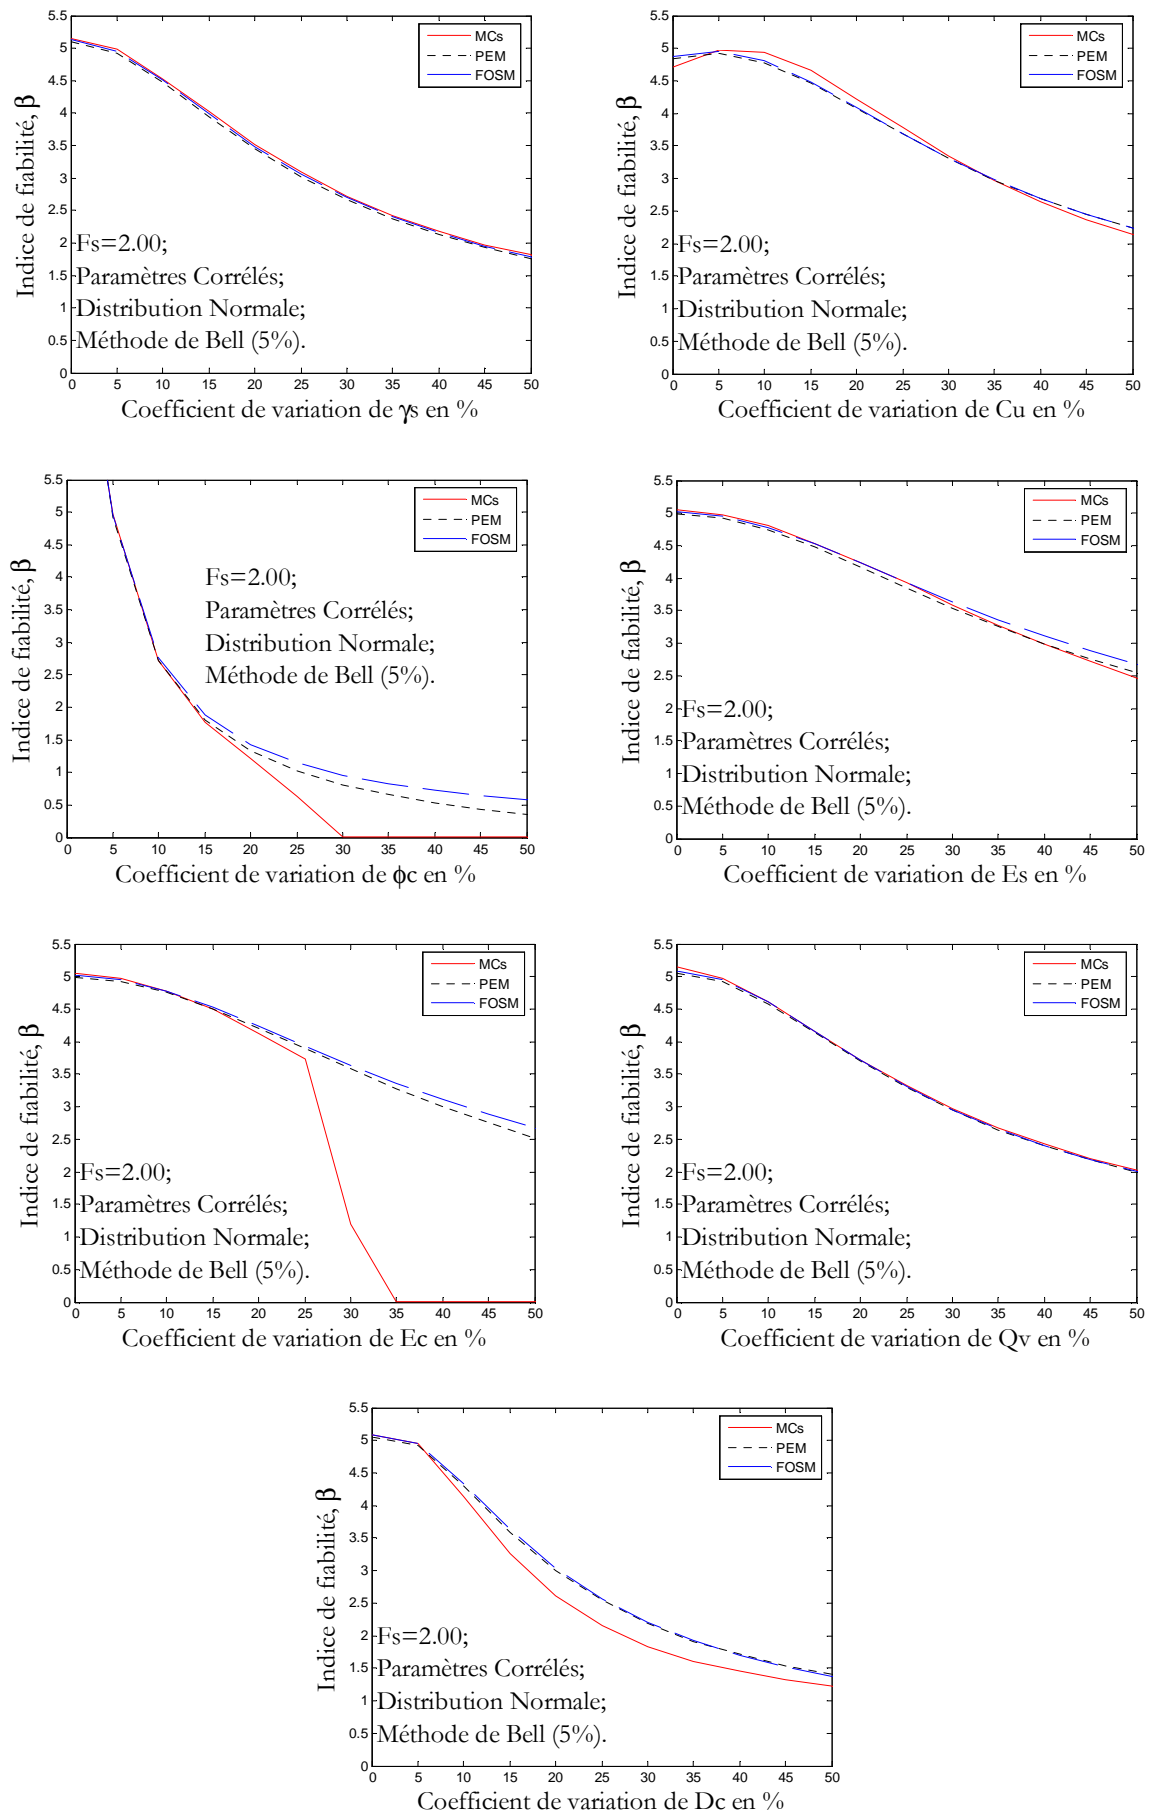 5.5
5
4.5
4
3.5
3
2.5
2
1.5
1
0.5
0
0 5 10 15 20 25 30 35 40 45 50
Indice de fiabilité, β
MCs
PEM
FOSM
Fs=2.00;
Paramètres Corrélés;
Distribution Normale;
Méthode de Bell (5%).
Coefficient de variation de γs en %
5.5
5
4.5
4
3.5
3
2.5
2
1.5
1
0.5
0
0 5 10 15 20 25 30 35 40 45 50
Indice de fiabilité, β
MCs
PEM
FOSM
Fs=2.00;
Paramètres Corrélés;
Distribution Normale;
Méthode de Bell (5%).
Coefficient de variation de Cu en %
5.5
5
4.5
4
3.5
3
2.5
2
1.5
1
0.5
0
0 5 10 15 20 25 30 35 40 45 50
Indice de fiabilité, β
MCs
PEM
FOSM
Fs=2.00;
Paramètres Corrélés;
Distribution Normale;
Méthode de Bell (5%).
Coefficient de variation de ϕc en %
5.5
5
4.5
4
3.5
3
2.5
2
1.5
1
0.5
0
0 5 10 15 20 25 30 35 40 45 50
Indice de fiabilité, β
MCs
PEM
FOSM
Fs=2.00;
Paramètres Corrélés;
Distribution Normale;
Méthode de Bell (5%).
Coefficient de variation de Es en %
5.5
5
4.5
4
3.5
3
2.5
2
1.5
1
0.5
0
0 5 10 15 20 25 30 35 40 45 50
Indice de fiabilité, β
MCs
PEM
FOSM
Fs=2.00;
Paramètres Corrélés;
Distribution Normale;
Méthode de Bell (5%).
Coefficient de variation de Ec en %
5.5
5
4.5
4
3.5
3
2.5
2
1.5
1
0.5
0
0 5 10 15 20 25 30 35 40 45 50
Indice de fiabilité, β
MCs
PEM
FOSM
Fs=2.00;
Paramètres Corrélés;
Distribution Normale;
Méthode de Bell (5%).
Coefficient de variation de Qv en %
5.5
5
4.5
4
3.5
3
2.5
2
1.5
1
0.5
0
0 5 10 15 20 25 30 35 40 45 50
Indice de fiabilité, β
MCs
PEM
FOSM
Fs=2.00;
Paramètres Corrélés;
Distribution Normale;
Méthode de Bell (5%).
Coefficient de variation de Dc en %